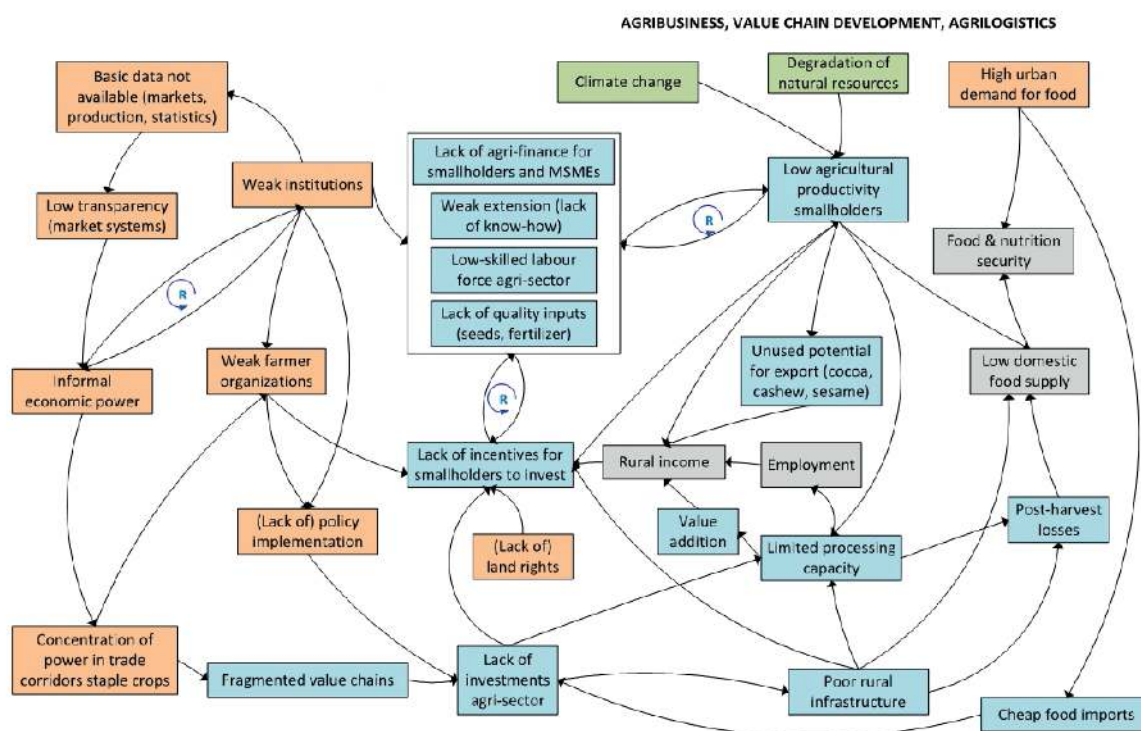 AGRIBUSINESS, VALUE CHAIN DEVELOPMENT, AGRILOGISTICS
Basic data not
available (markets,
production, statistics)
Climate change
Degradation of
natural resources
High urban
demand for food
Lack of agri-finance for
smallholders and MSMEs
Weak institutions
Low agricultural
productivity
smallholders
Low transparency
(market systems)
Weak extension (lack
of know-how)
R
Food & nutrition
security
Low-skilled labour
force agri-sector
R
Lack of quality inputs
(seeds, fertilizer)
Unused potential
for export (cocoa,
cashew, sesame)
Weak farmer
organizations
Low domestic
food supply
Informal
economic power
R
Lack of incentives for
smallholders to invest
Rural income
Employment
(Lack of) policy
implementation
(Lack of)
land rights
Value
addition
Limited processing
capacity
Post-harvest
losses
Concentration of
power in trade
corridors staple crops
Fragmented value chains
Lack of
investments
agri-sector
Poor rural
infrastructure
Cheap food imports